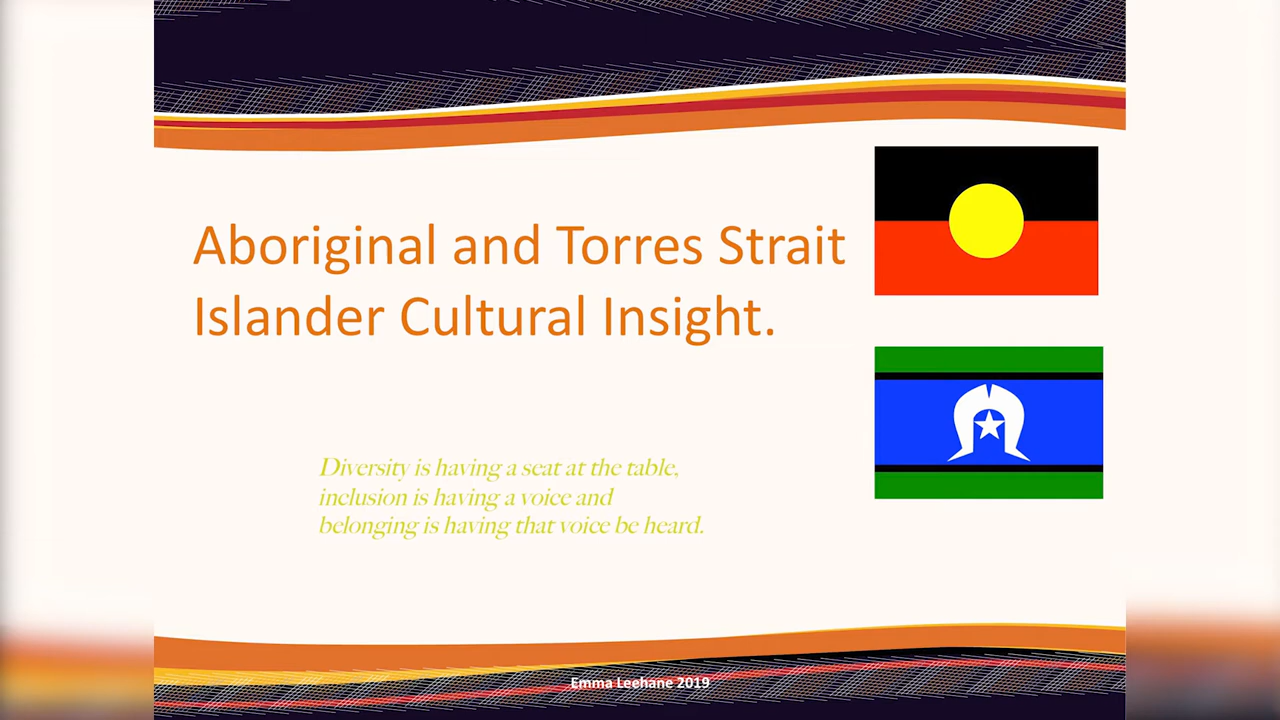 Aboriginal and Torres Strait
Islander Cultural Insight.
Diversity is having a seat at the table,
inclusion is having a voice and
belonging is having that voice be heard.
Emma Leehane 2019